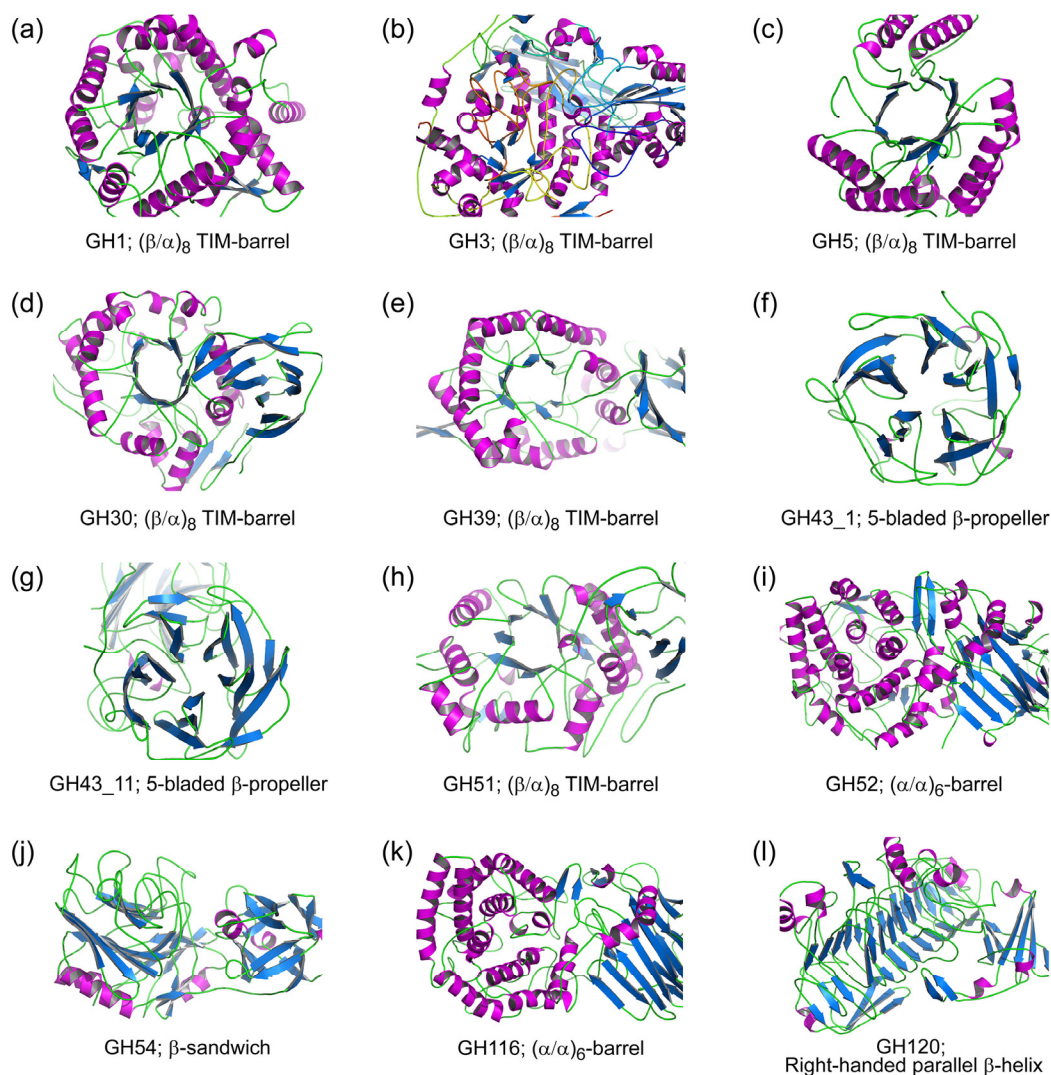 (a)
(b)
(c)
GH1; (β/α)8 TIM-barrel
GH3; (β/α)8 TIM-barrel
GH5; (β/α)8 TIM-barrel
(d)
(e)
(f)
GH30; (β/α)8 TIM-barrel
GH39; (β/α)8 TIM-barrel
GH43_1; 5-bladed β-propeller
(g)
(h)
(i)
GH43_11; 5-bladed β-propeller
GH51; (β/α)8 TIM-barrel
GH52; (α/α)6-barrel
(j)
(k)
(l)
GH54; β-sandwich
GH116; (α/α)6-barrel
GH120;
Right-handed parallel β-helix